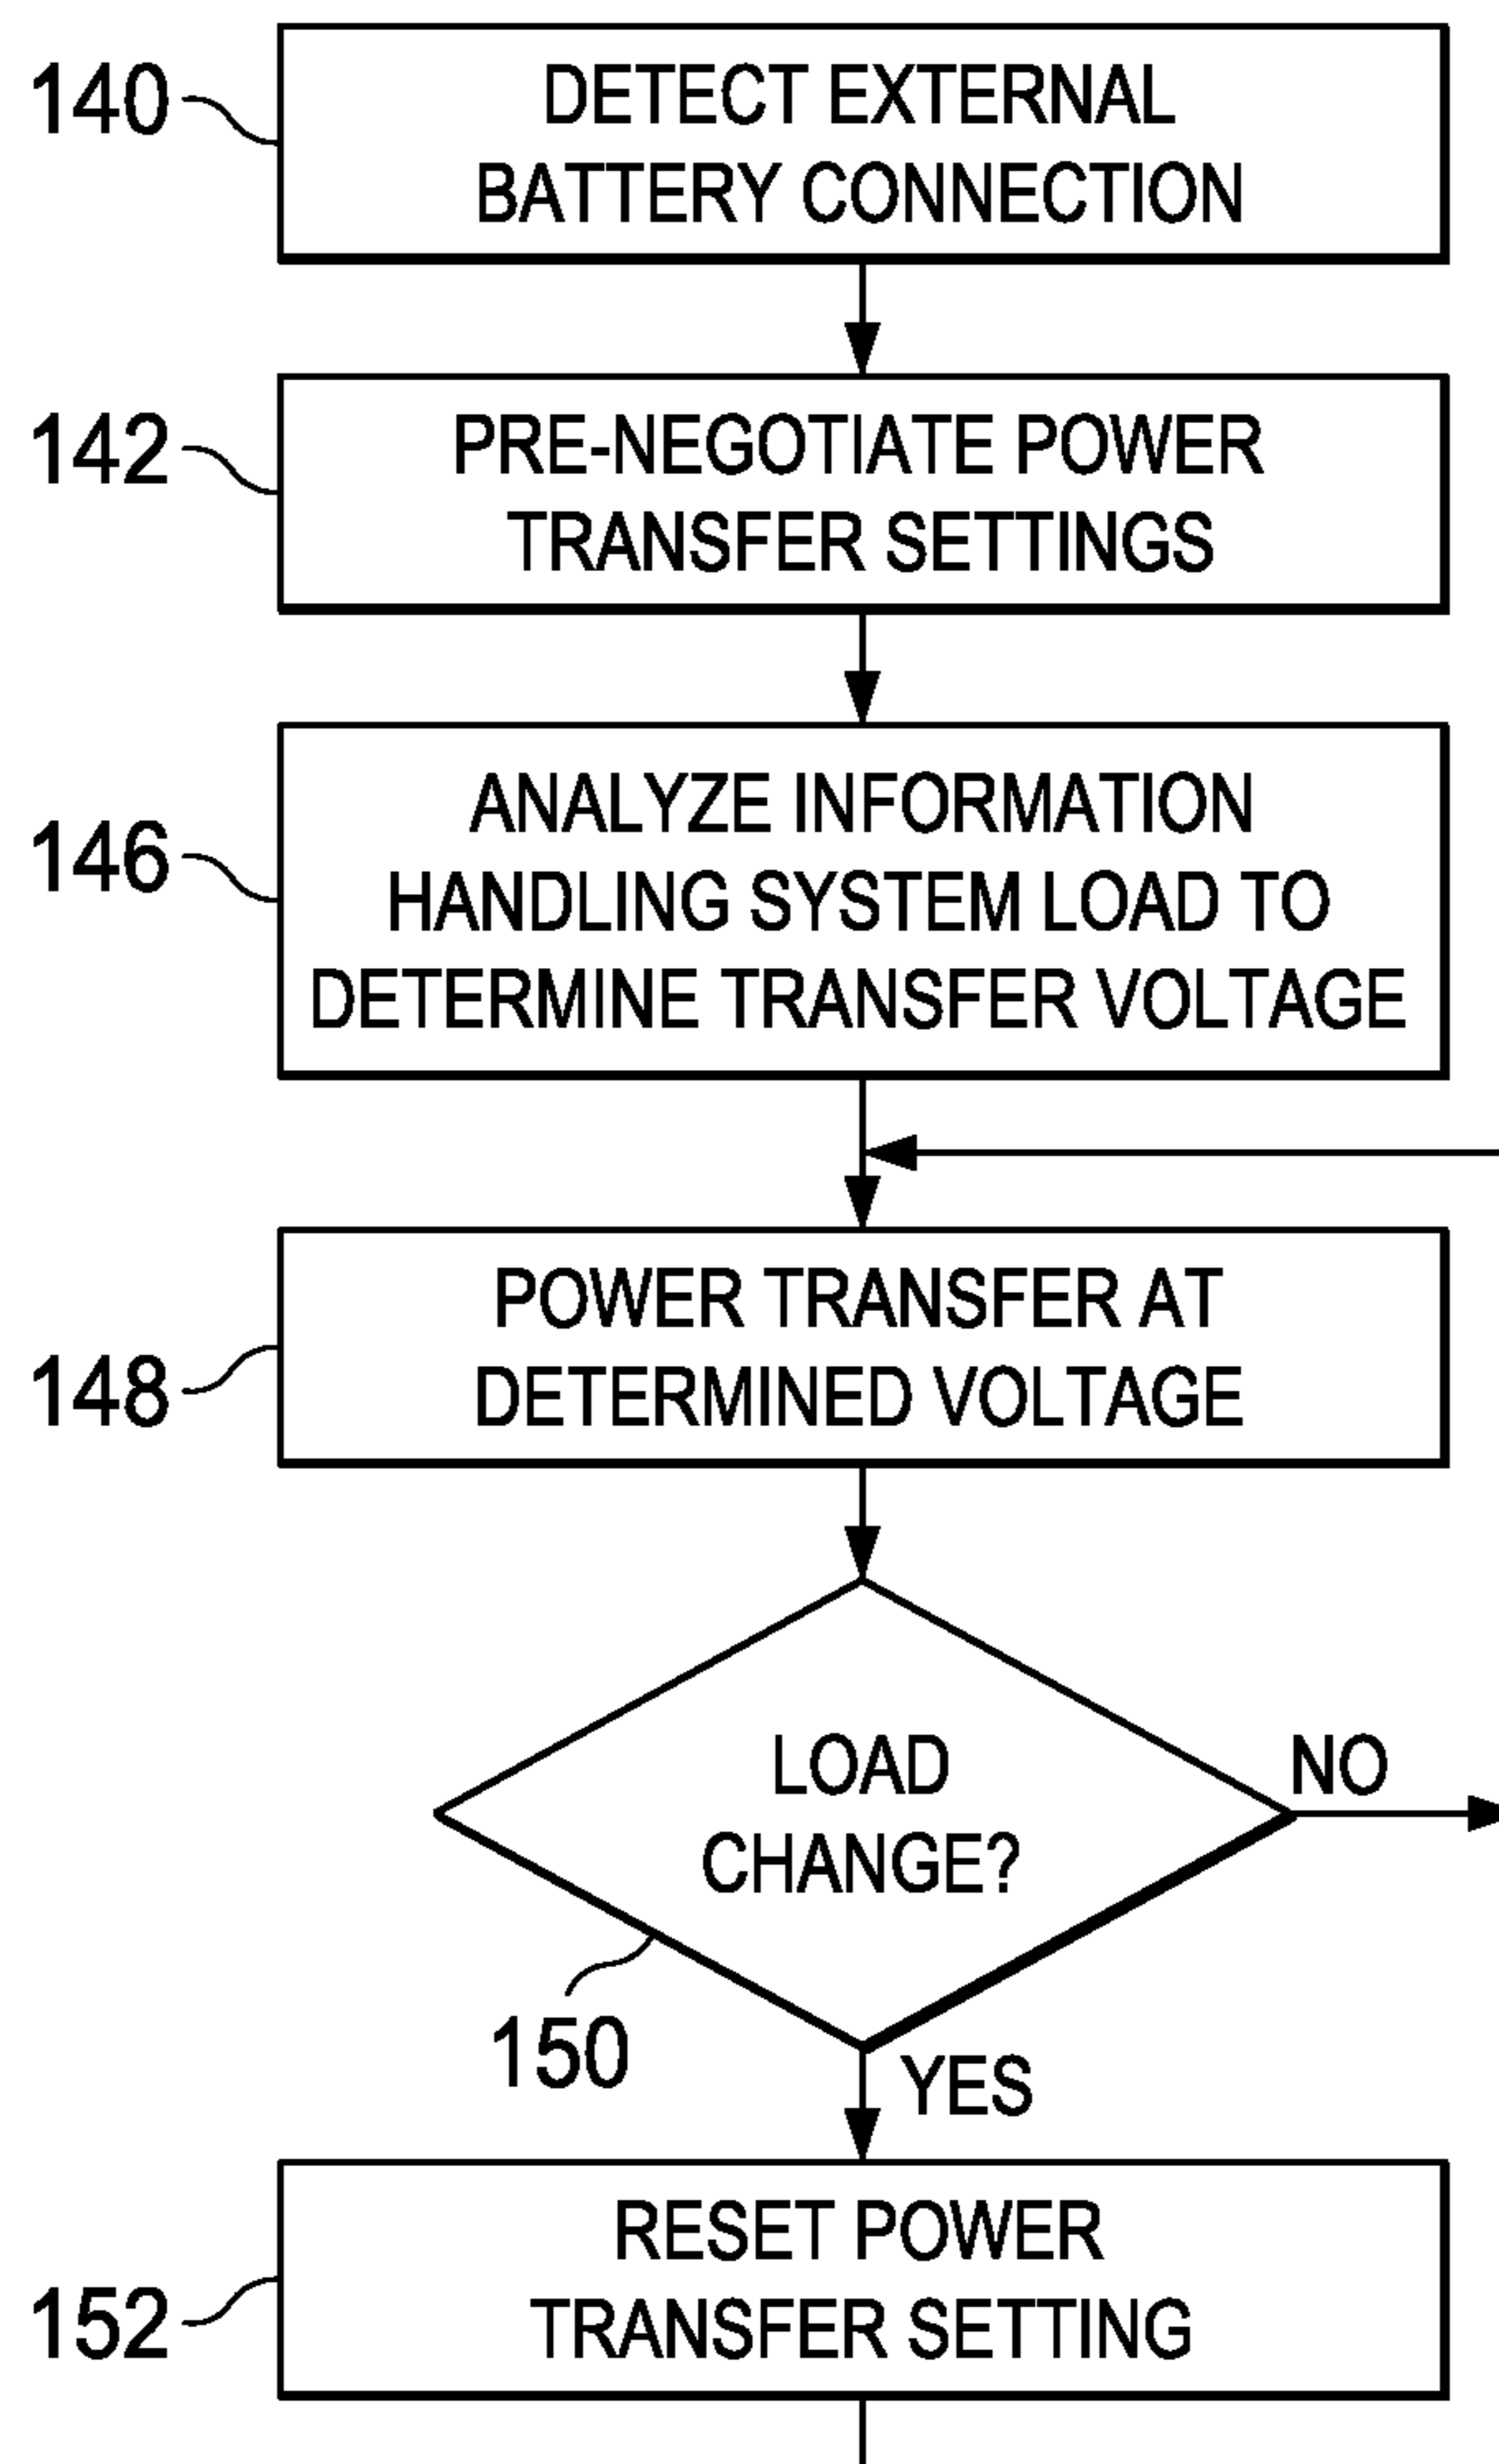 140
DETECT EXTERNAL
BATTERY CONNECTION
142
PRE-NEGOTIATE POWER
TRANSFER SETTINGS
146
ANALYZE INFORMATION
HANDLING SYSTEM LOAD TO
DETERMINE TRANSFER VOLTAGE
148
POWER TRANSFER AT
DETERMINED VOLTAGE
LOAD
CHANGE?
NO
150
YES
152
RESET POWER
TRANSFER SETTING